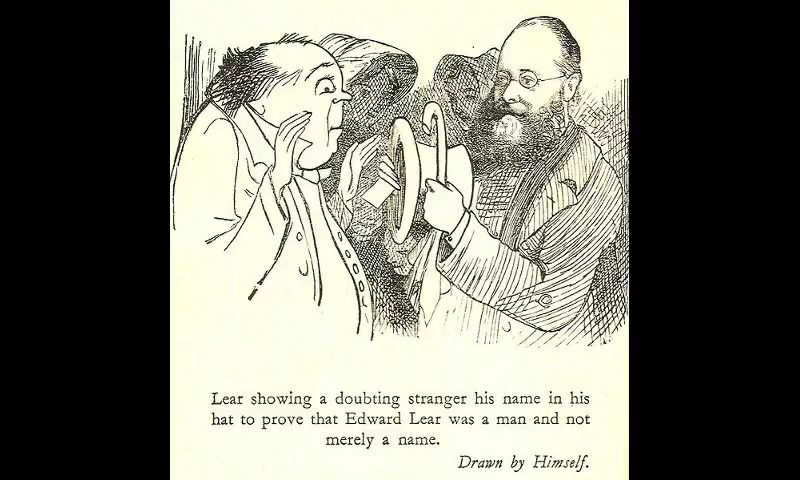 Lear showing a doubting stranger his name in his
hat to prove that Edward Lear was a man and not
merely a name.
Drawn by Himself.